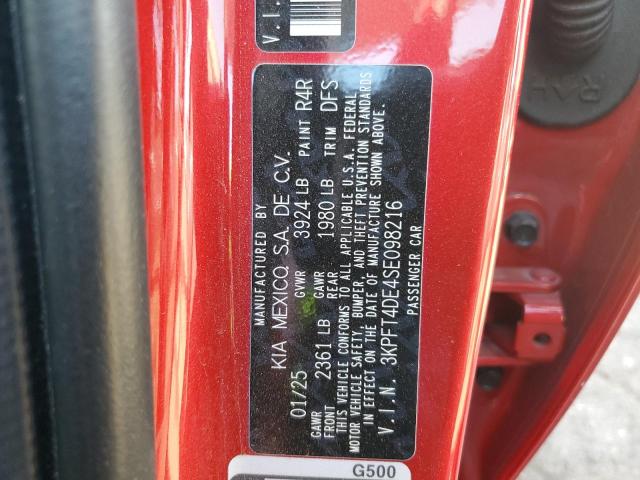 V.I.
MANUFACTURED BY
KIA MEXICO, S.A. DE C.V.
01/25 GVWR 3924 LB PAINT R4R
GAWR FRONT 2361 LB GAWR REAR 1980 LB TRIM DFS
THIS VEHICLE CONFORMS TO ALL APPLICABLE U.S.A. FEDERAL
MOTOR VEHICLE SAFETY, BUMPER, AND THEFT PREVENTION STANDARDS
IN EFFECT ON THE DATE OF MANUFACTURE SHOWN ABOVE.
V.I.N. 3KPFT4DE4SE098216
PASSENGER CAR
G500